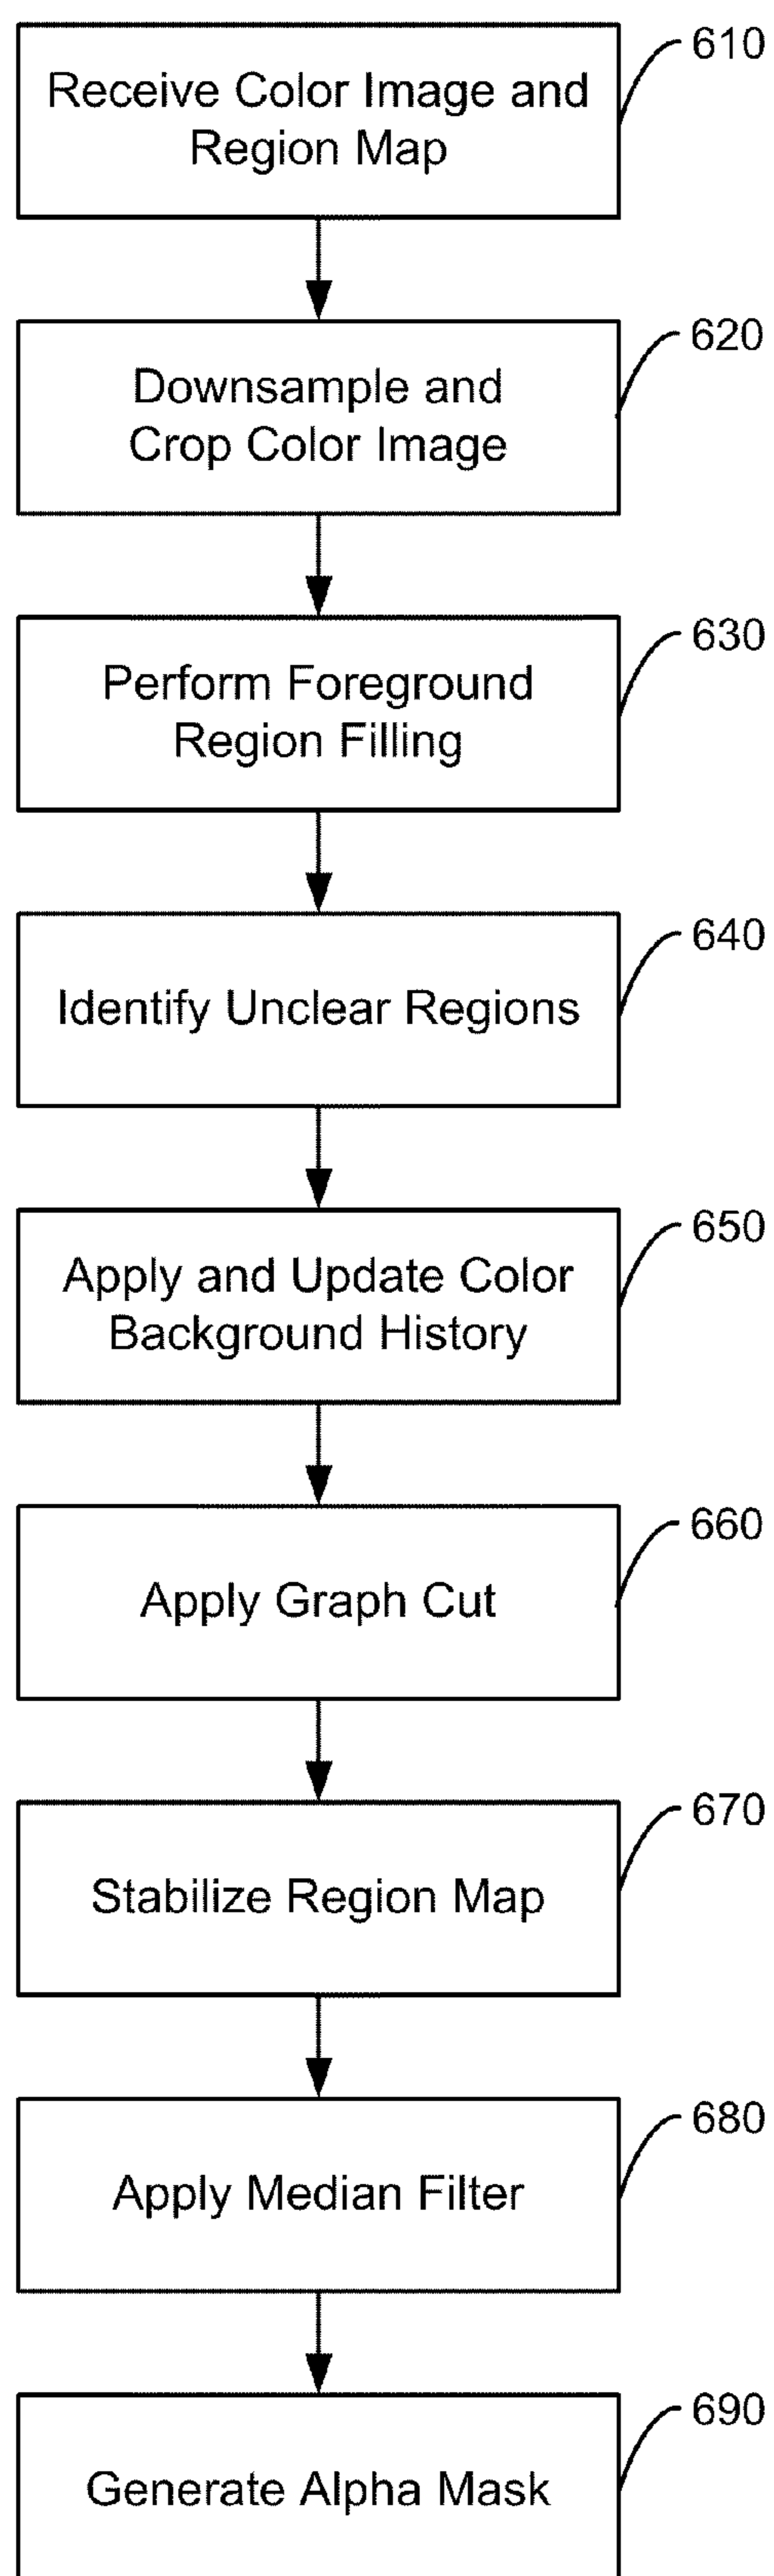 610
Receive Color Image and
Region Map
620
Downsample and
Crop Color Image
630
Perform Foreground
Region Filling
640
Identify Unclear Regions
650
Apply and Update Color
Background History
660
Apply Graph Cut
670
Stabilize Region Map
680
Apply Median Filter
690
Generate Alpha Mask